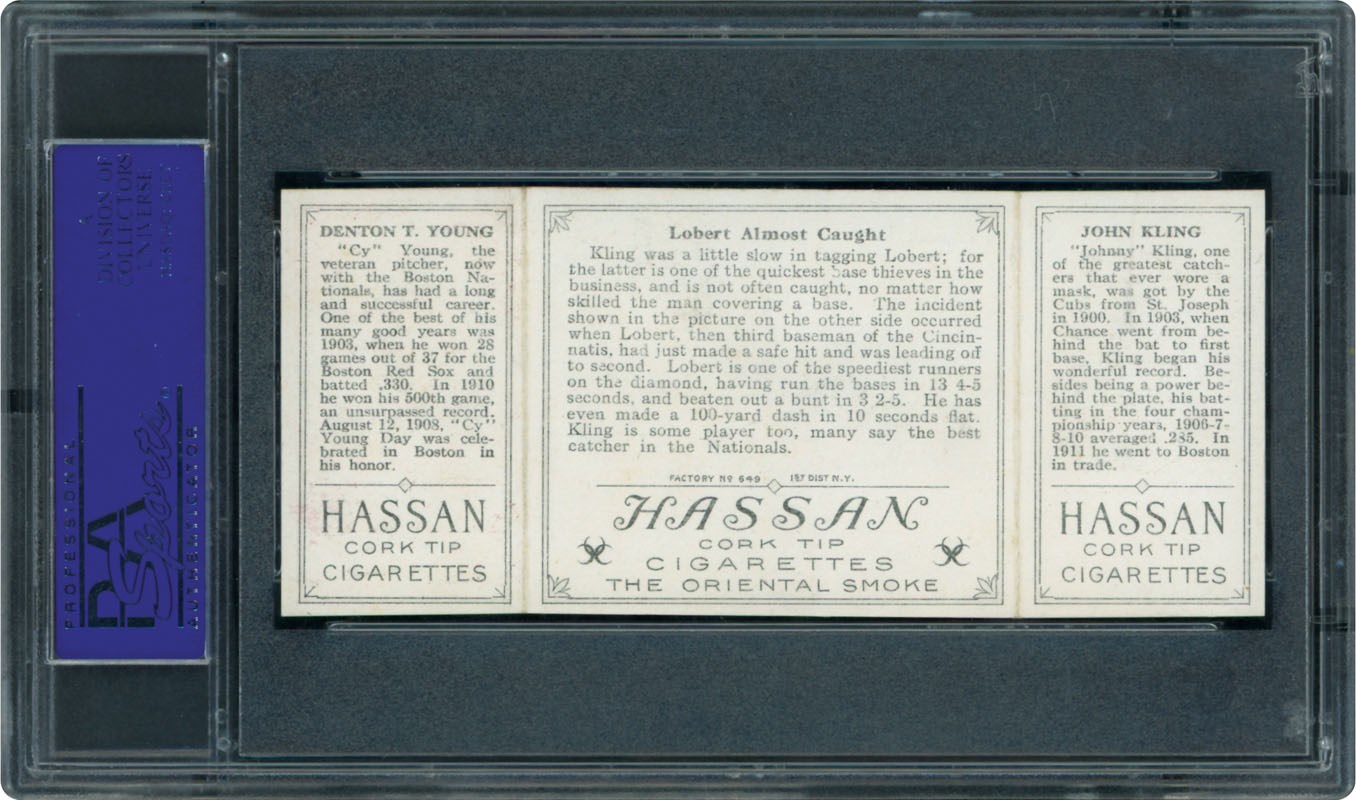 A
DIVISION OF
COLLECTORS
UNIVERSE
PROFESSIONAL
PSA
Sports
AUTHENTICATOR
DENTON T. YOUNG
"Cy" Young, the
veteran pitcher, now
with the Boston Na-
tionals, has had a long
and successful career.
One of the best of his
many good years was
1903, when he won 28
games out of 37 for the
Boston Red Sox and
batted .330. In 1910
he won his 500th game,
an unsurpassed record.
August 12, 1908, "Cy"
Young Day was cele-
brated in Boston in
his honor.
HASSAN
CORK TIP
CIGARETTES
Lobert Almost Caught
Kling was a little slow in tagging Lobert; for
the latter is one of the quickest base thieves in the
business, and is not often caught, no matter how
skilled the man covering a base. The incident
shown in the picture on the other side occurred
when Lobert, then third baseman of the Cincin-
natis, had just made a safe hit and was leading off
to second. Lobert is one of the speediest runners
on the diamond, having run the bases in 13 4-5
seconds, and beaten out a bunt in 3 2-5. He has
even made a 100-yard dash in 10 seconds flat.
Kling is some player too, many say the best
catcher in the Nationals.
FACTORY Nº 649 1ST DIST N.Y.
HASSAN
CORK TIP
CIGARETTES
THE ORIENTAL SMOKE
JOHN KLING
"Johnny" Kling, one
of the greatest catch-
ers that ever wore a
mask, was got by the
Cubs from St. Joseph
in 1900. In 1903, when
Chance went from be-
hind the bat to first
base, Kling began his
wonderful record. Be-
sides being a power be-
hind the plate, his bat-
ting in the four cham-
pionship years, 1906-7-
8-10 averaged .285. In
1911 he went to Boston
in trade.
HASSAN
CORK TIP
CIGARETTES